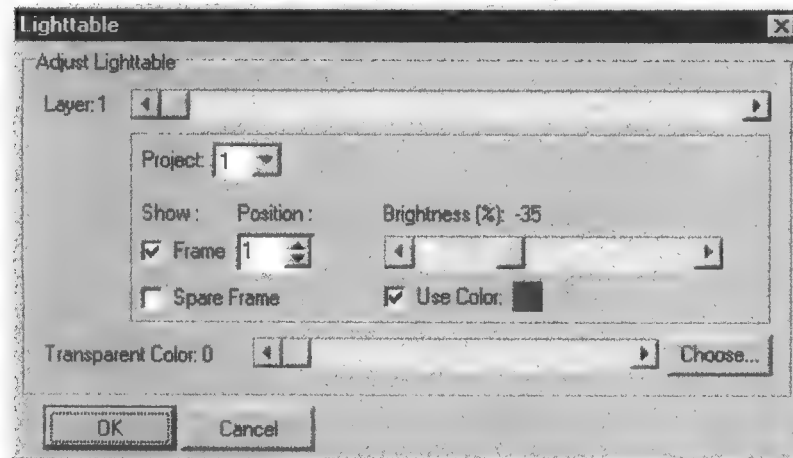 Lighttable
Adjust Lighttable
Layer: 1
Project: 1
Show : Position : Brightness (%): -35
Frame 1
Spare Frame Use Color:
Transparent Color: 0 Choose...
OK Cancel